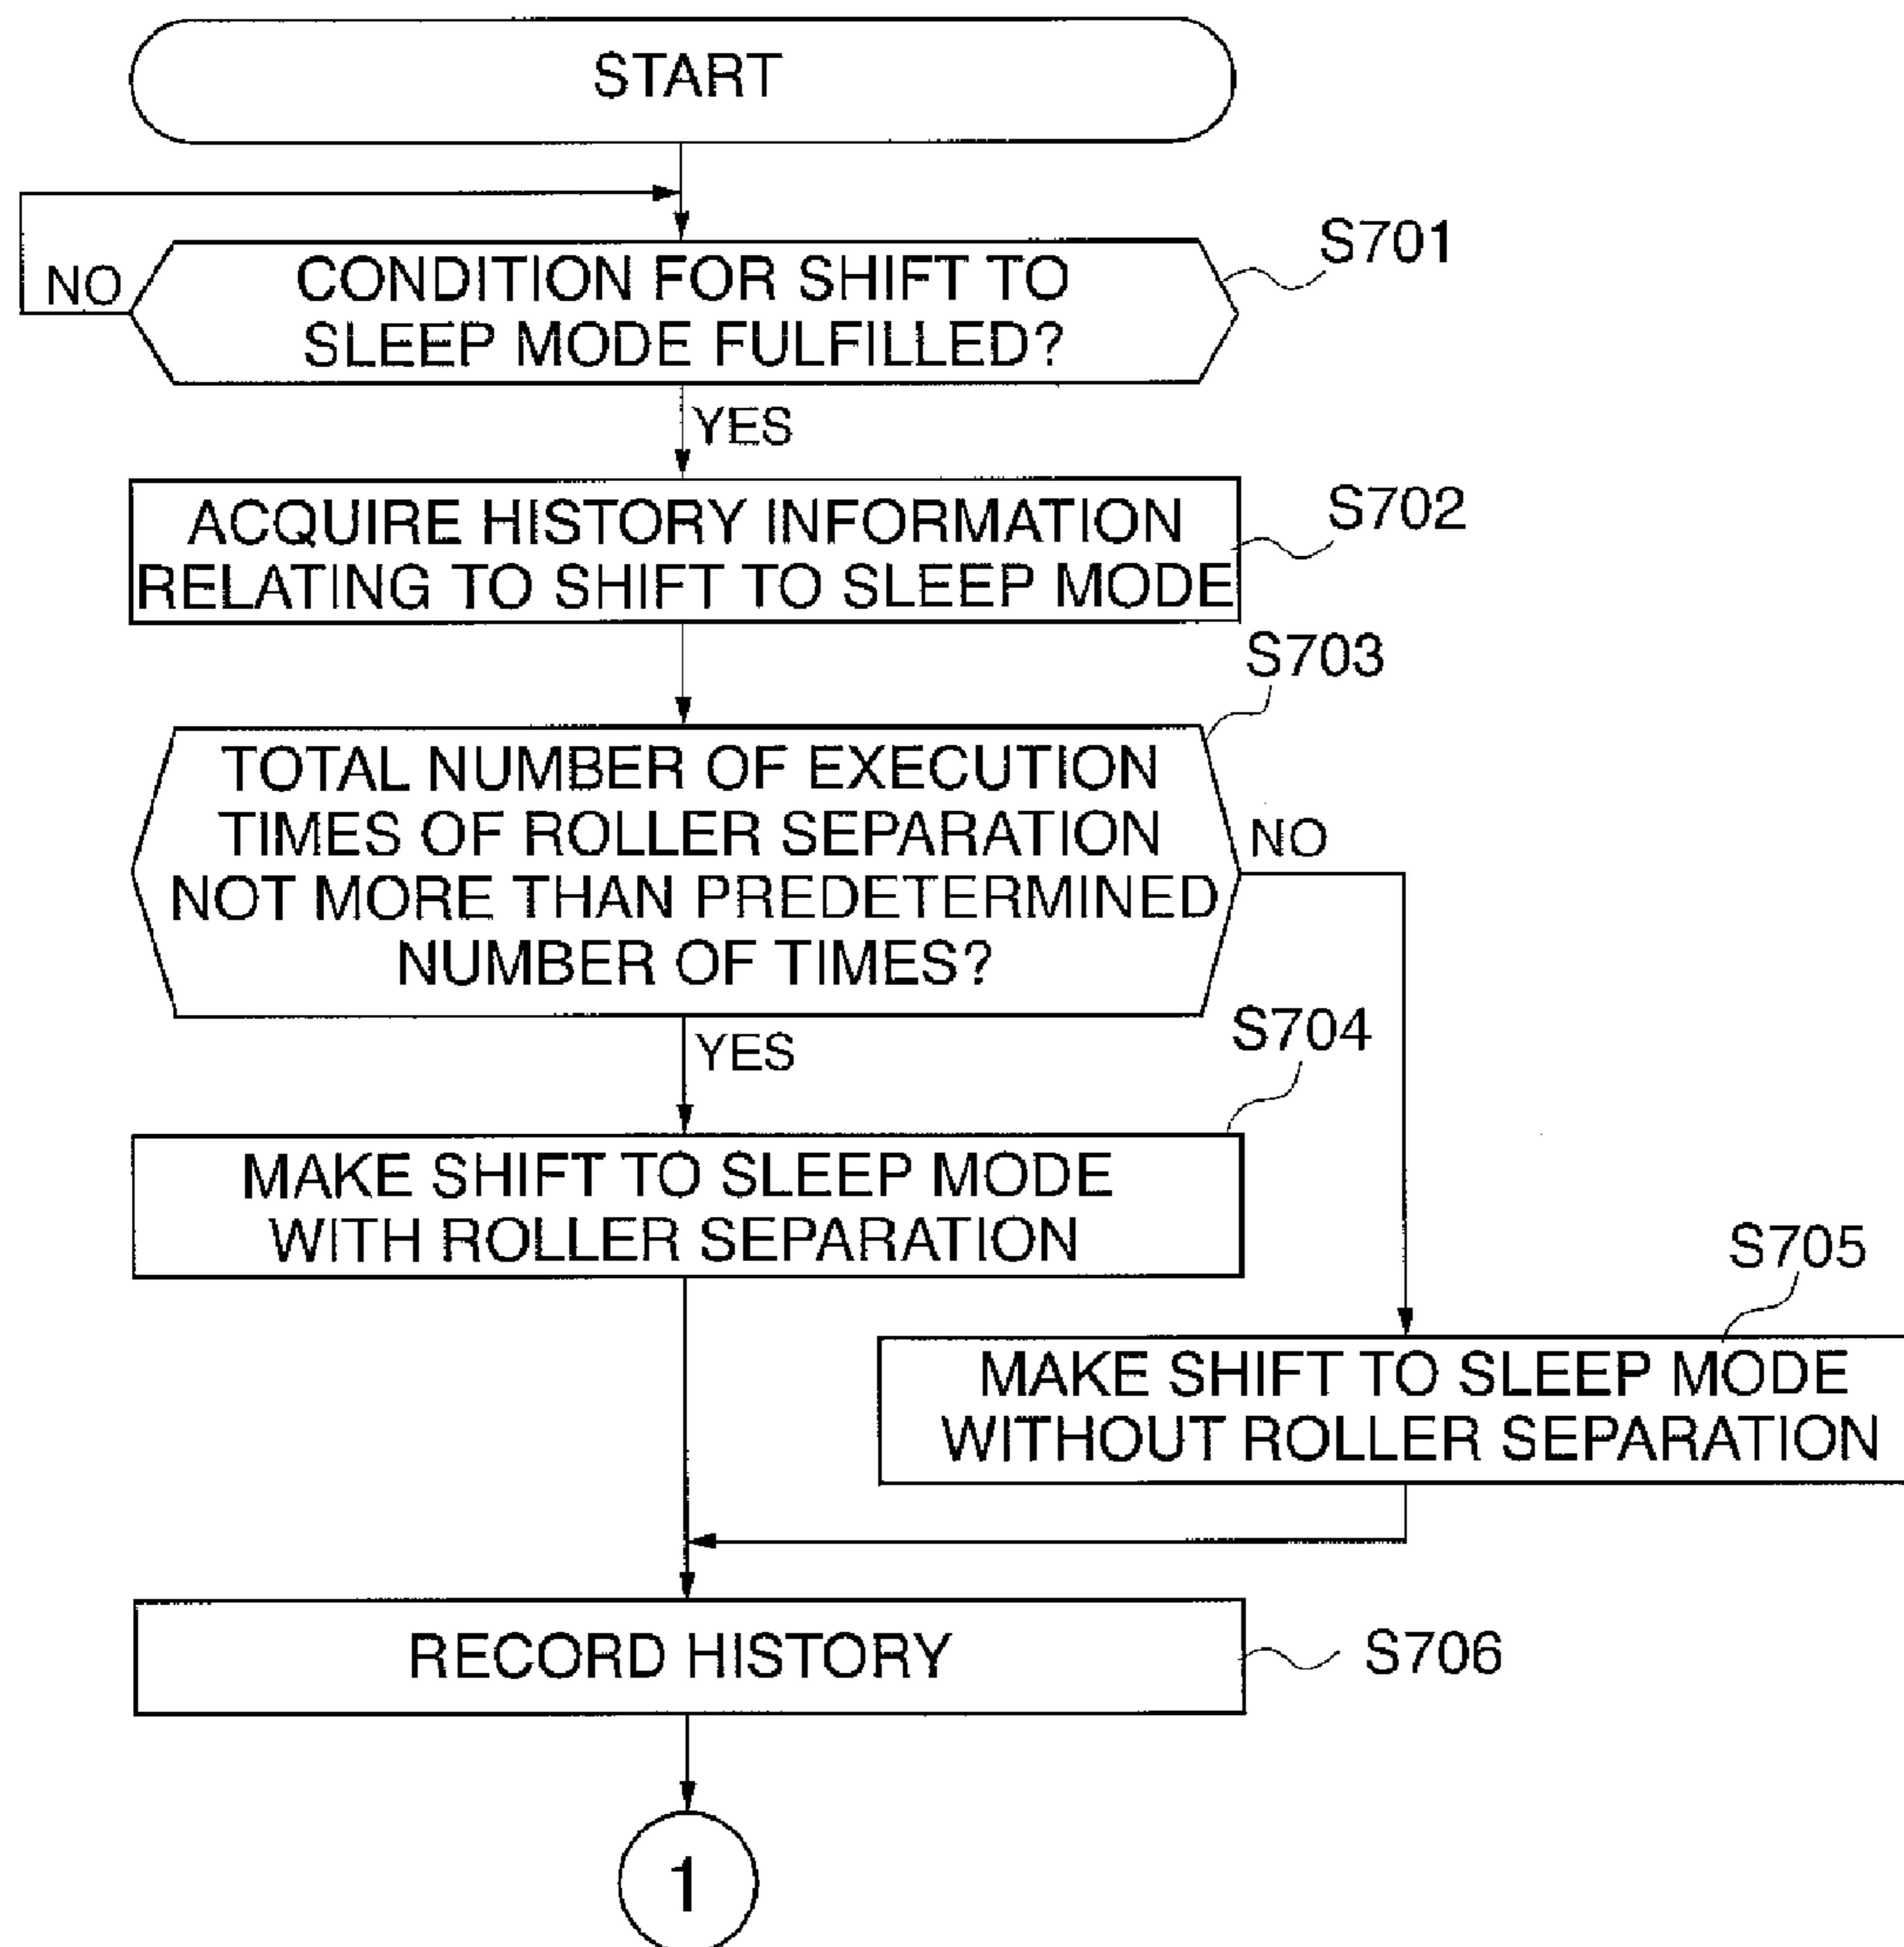 START
S701
NO
CONDITION FOR SHIFT TO
SLEEP MODE FULFILLED?
YES
S702
ACQUIRE HISTORY INFORMATION
RELATING TO SHIFT TO SLEEP MODE
S703
TOTAL NUMBER OF EXECUTION
TIMES OF ROLLER SEPARATION
NOT MORE THAN PREDETERMINED
NUMBER OF TIMES?
NO
YES
S704
MAKE SHIFT TO SLEEP MODE
WITH ROLLER SEPARATION
S705
MAKE SHIFT TO SLEEP MODE
WITHOUT ROLLER SEPARATION
RECORD HISTORY
S706
1